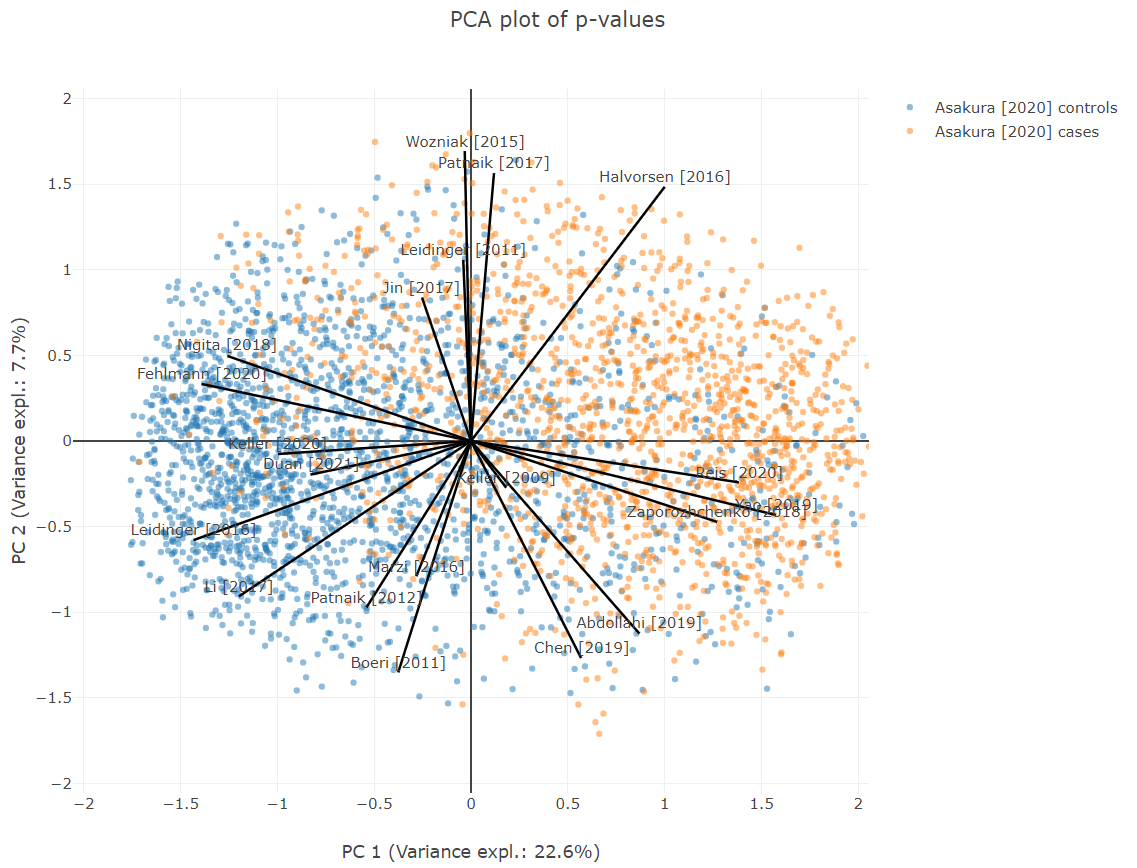 PCA plot of p-values
Asakura [2020] controls
Asakura [2020] cases
2
Wozniak [2015]
Patnaik [2017]
Halvorsen [2016]
1.5
Leidinger [2011]
1
Jin [2017]
Nigita [2018]
0.5
Fehlmann [2020]
Keller [2020]
0
Duan [2021]
Keller [2009]
Reis [2020]
Yao [2019]
Zaporozhchenko [2018]
−0.5
Leidinger [2016]
Marzi [2016]
Li [2017]
Patnaik [2012]
−1
Abdollahi [2019]
Chen [2019]
Boeri [2011]
−1.5
−2
PC 2 (Variance expl.: 7.7%)
−2 −1.5 −1 −0.5 0 0.5 1 1.5 2
PC 1 (Variance expl.: 22.6%)